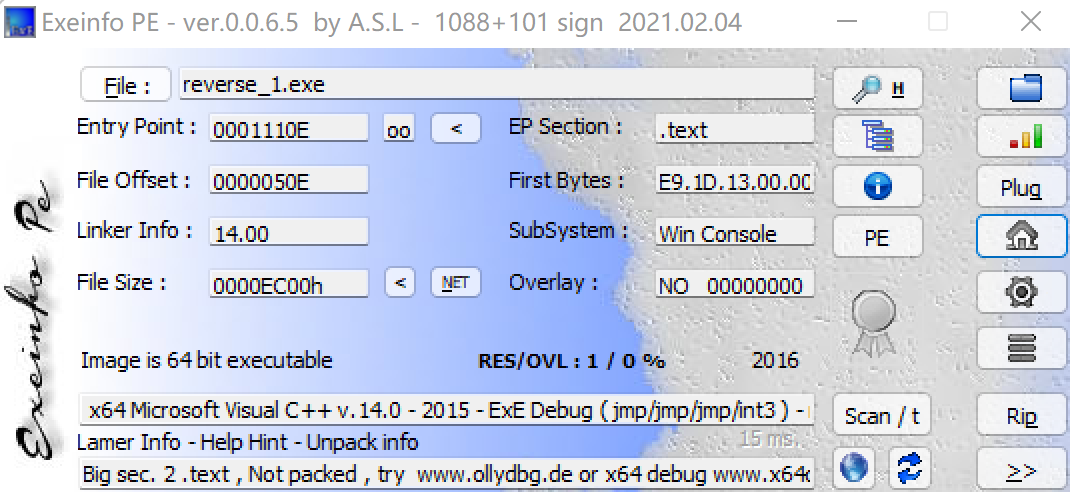 Exeinfo PE - ver.0.0.6.5 by A.S.L - 1088+101 sign 2021.02.04
File : reverse_1.exe H
Entry Point : 0001110E oo < EP Section : .text
File Offset : 0000050E First Bytes : E9.1D.13.00.00 Plug
Linker Info : 14.00 SubSystem : Win Console PE
File Size : 0000EC00h < NET Overlay : NO 00000000
Image is 64 bit executable RES/OVL : 1 / 0 % 2016
x64 Microsoft Visual C++ v.14.0 - 2015 - ExE Debug ( jmp/jmp/jmp/int3 ) - Scan / t Rip
Lamer Info - Help Hint - Unpack info 15 ms.
Big sec. 2 .text , Not packed , try www.ollydbg.de or x64 debug www.x64 >>
Exeinfo Pe